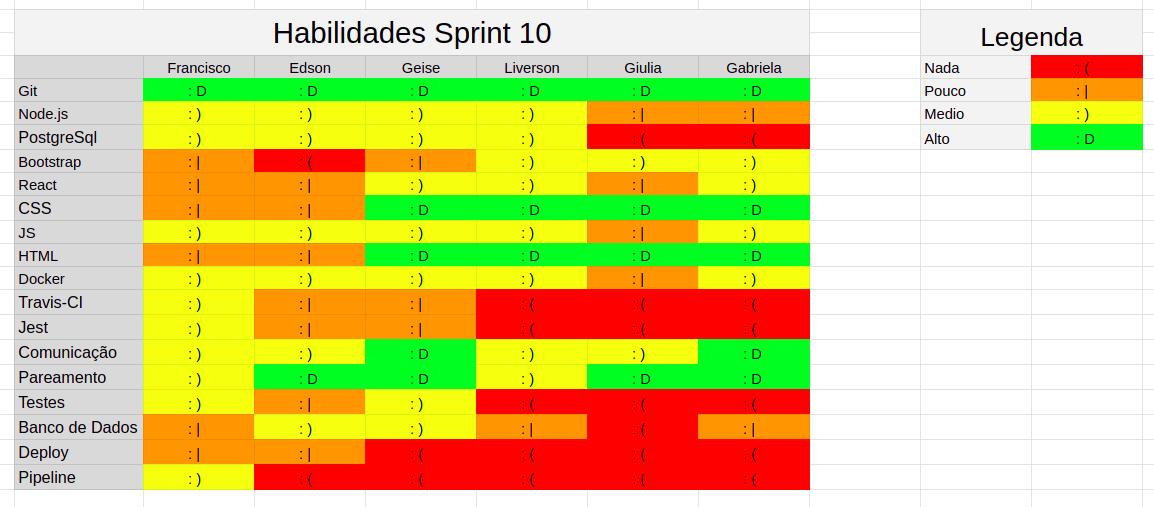 Habilidades Sprint 10 Legenda
Francisco Edson Geise Liverson Giulia Gabriela Nada : (
Git : D : D : D : D : D : D Pouco : |
Node.js : ) : ) : ) : ) : | : | Medio : )
PostgreSql : ) : ) : ) : ) : ( : ( Alto : D
Bootstrap : | : ( : | : ) : ) : )
React : | : | : ) : ) : | : )
CSS : | : | : D : D : D : D
JS : ) : ) : ) : ) : | : )
HTML : | : | : D : D : D : D
Docker : ) : ) : ) : ) : | : )
Travis-CI : ) : | : | : ( : ( : (
Jest : ) : | : | : ( : ( : (
Comunicação : ) : ) : D : ) : ) : D
Pareamento : ) : D : D : ) : D : D
Testes : ) : | : ) : ( : ( : (
Banco de Dados : | : ) : ) : | : ( : |
Deploy : | : | : ( : ( : ( : (
Pipeline : ) : ( : ( : ( : ( : (